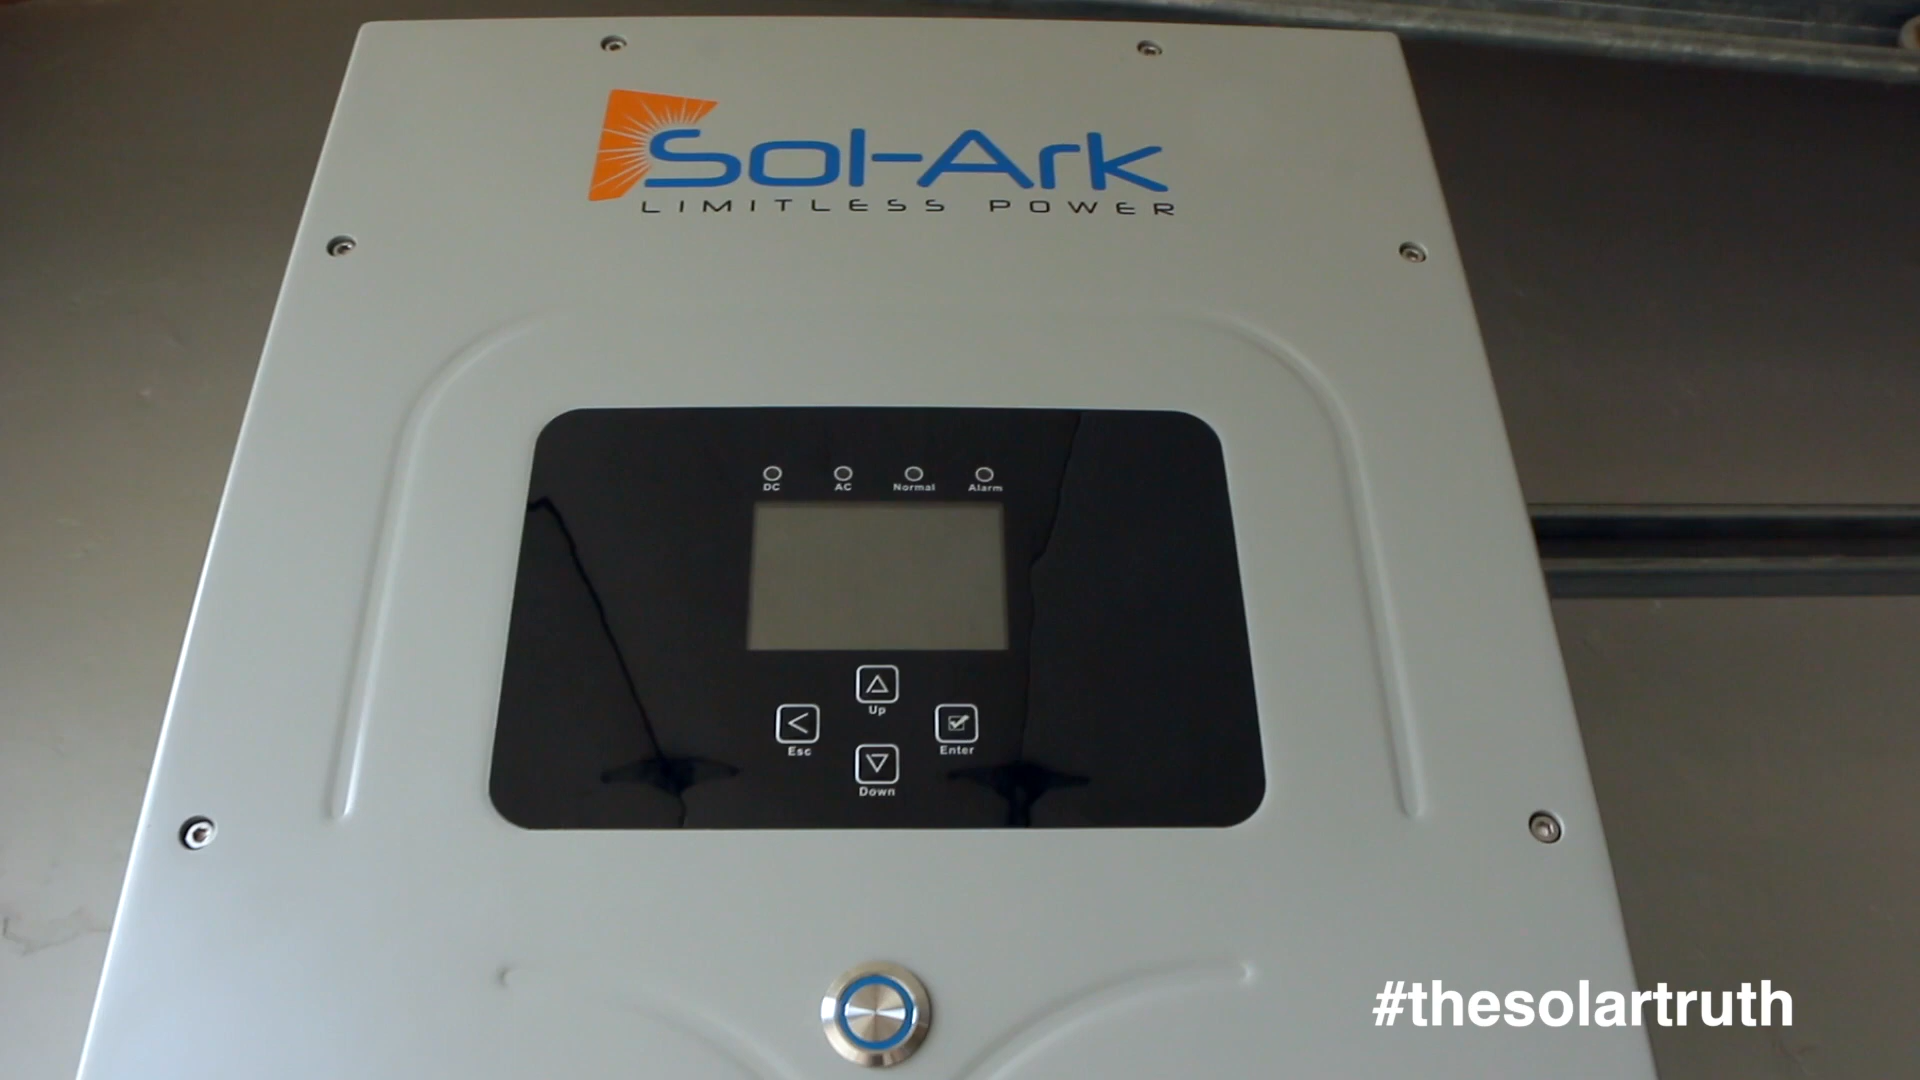 Sol-Ark
LIMITLESS POWER
DC AC Normal Alarm
Up
Esc Enter
Down
#thesolartruth